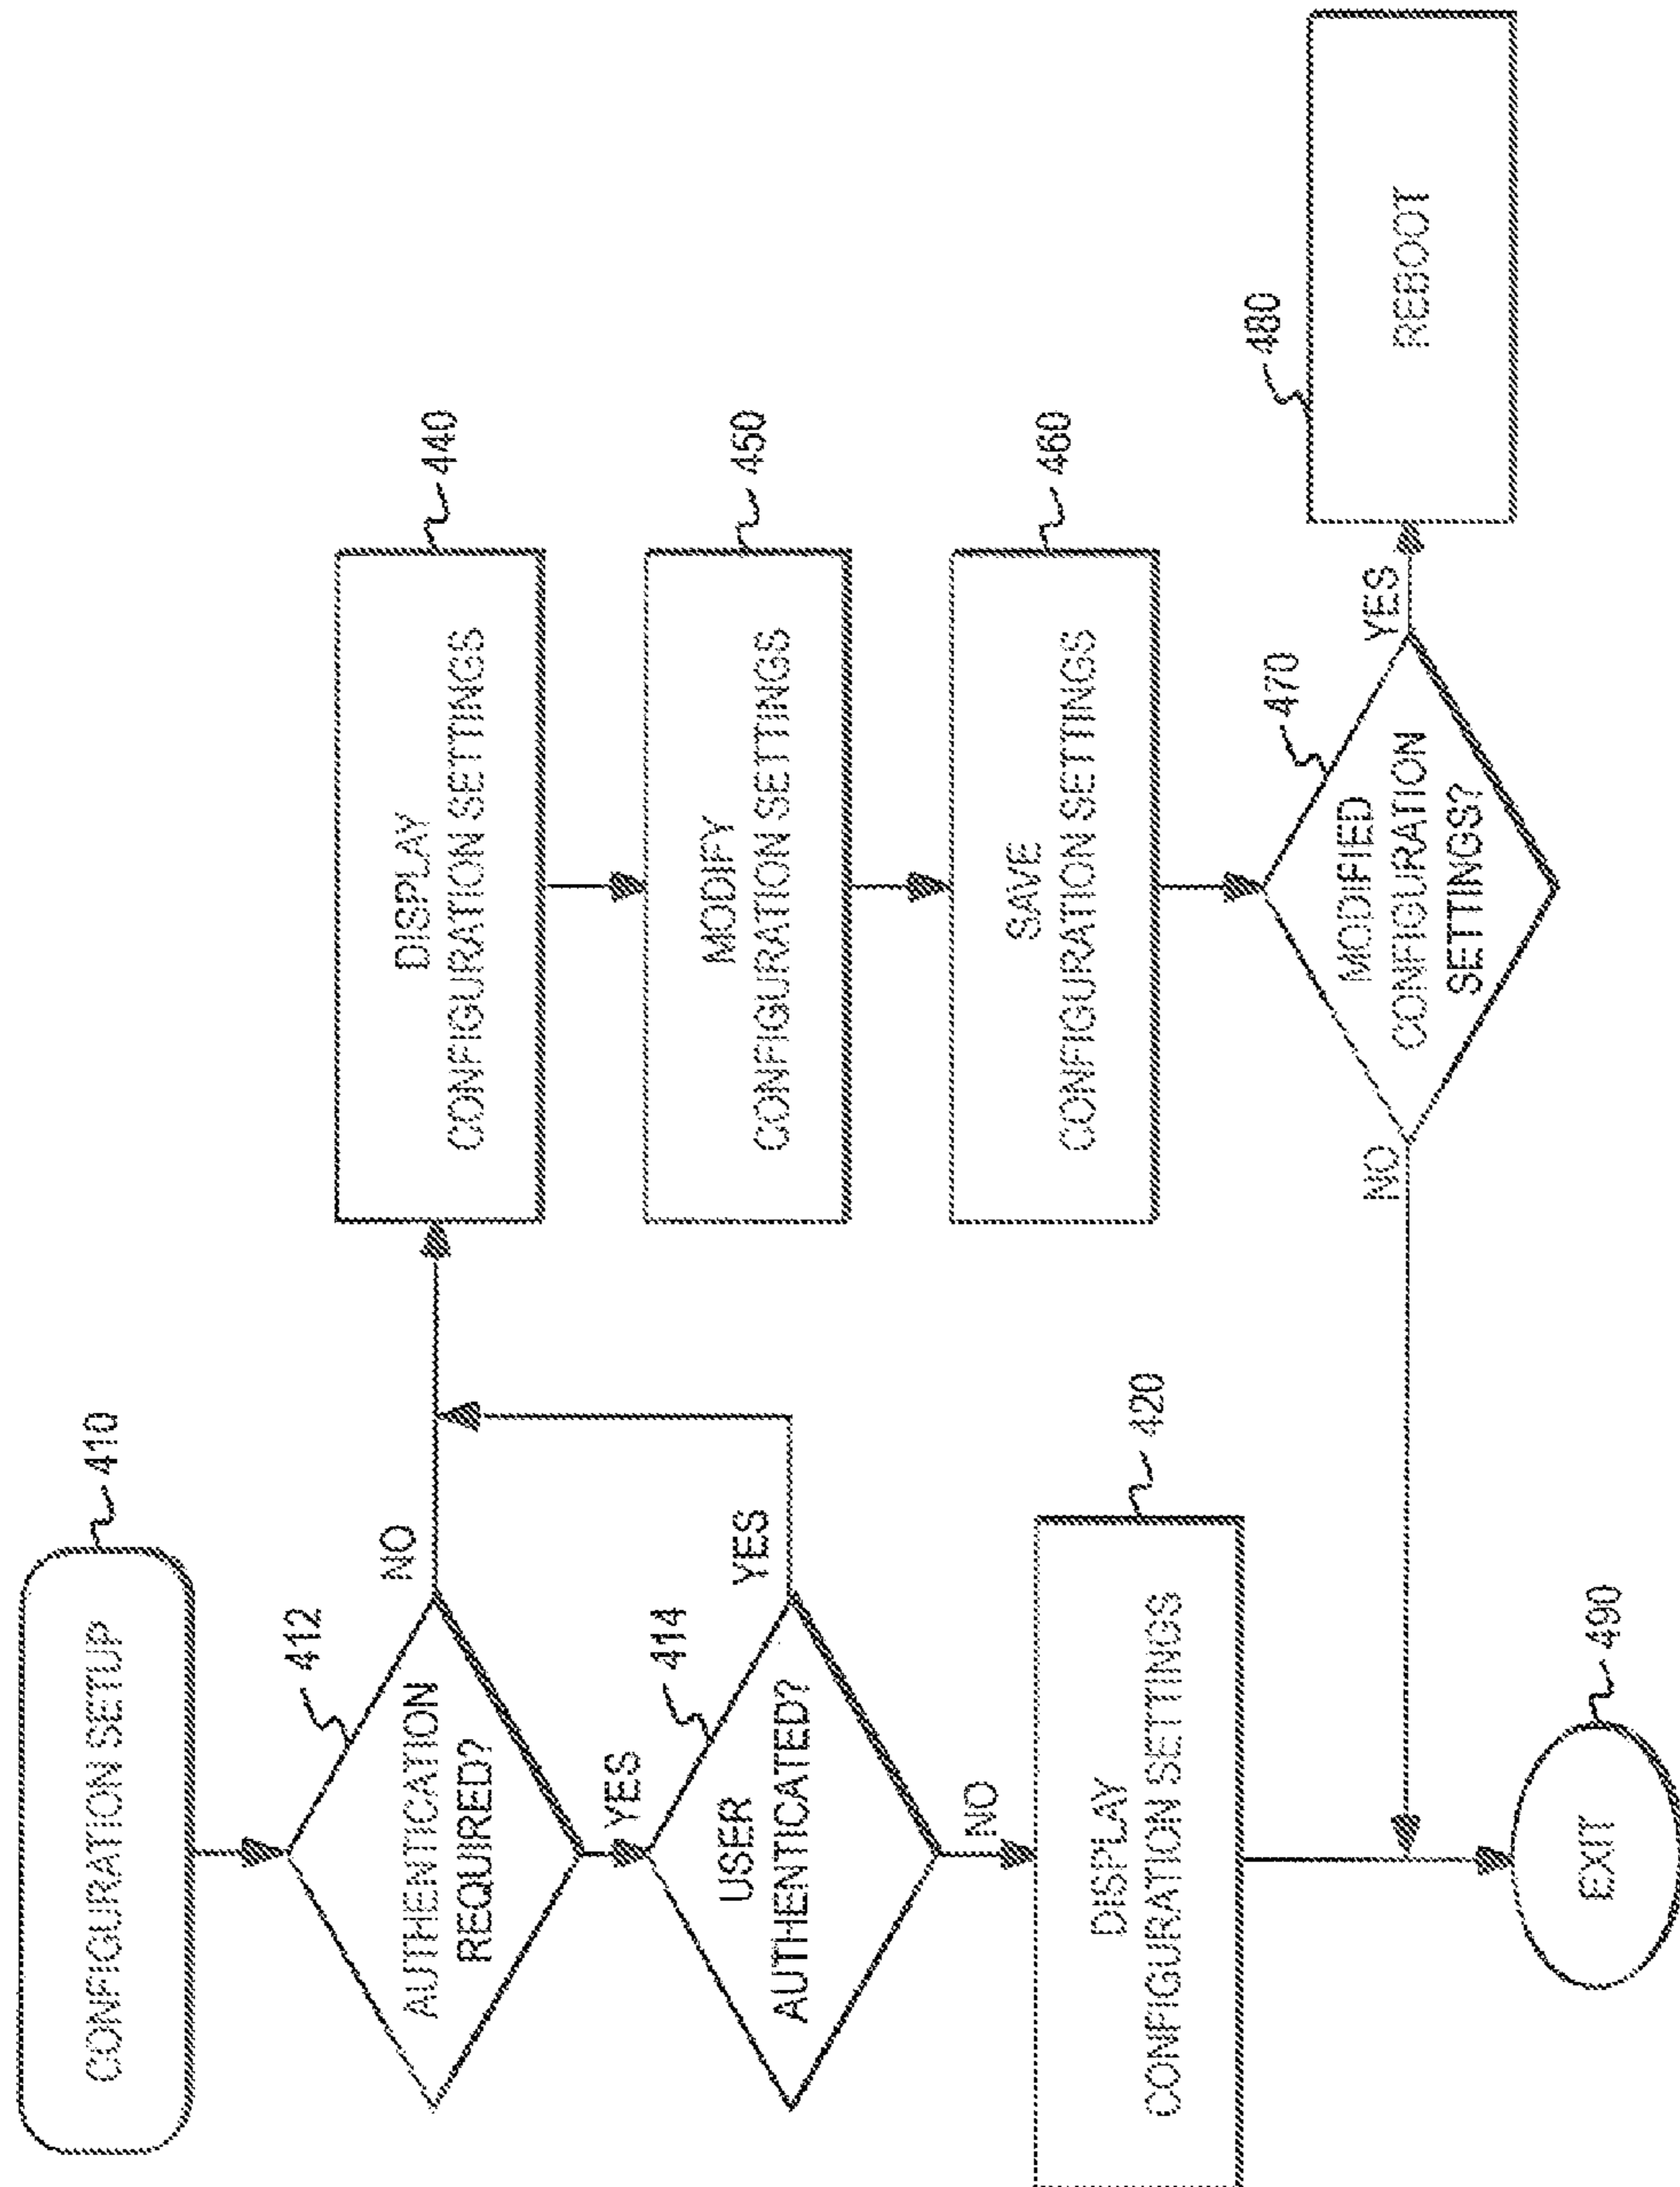 CONFIGURATION SETUP
410
AUTHENTICATION
REQUIRED?
412
NO
YES
USER
AUTHENTICATED?
414
YES
NO
DISPLAY
CONFIGURATION SETTINGS
420
EXIT
490
DISPLAY
CONFIGURATION SETTINGS
440
MODIFY
CONFIGURATION SETTINGS
450
SAVE
CONFIGURATION SETTINGS
460
MODIFIED
CONFIGURATION
SETTINGS?
470
NO
YES
REBOOT
480